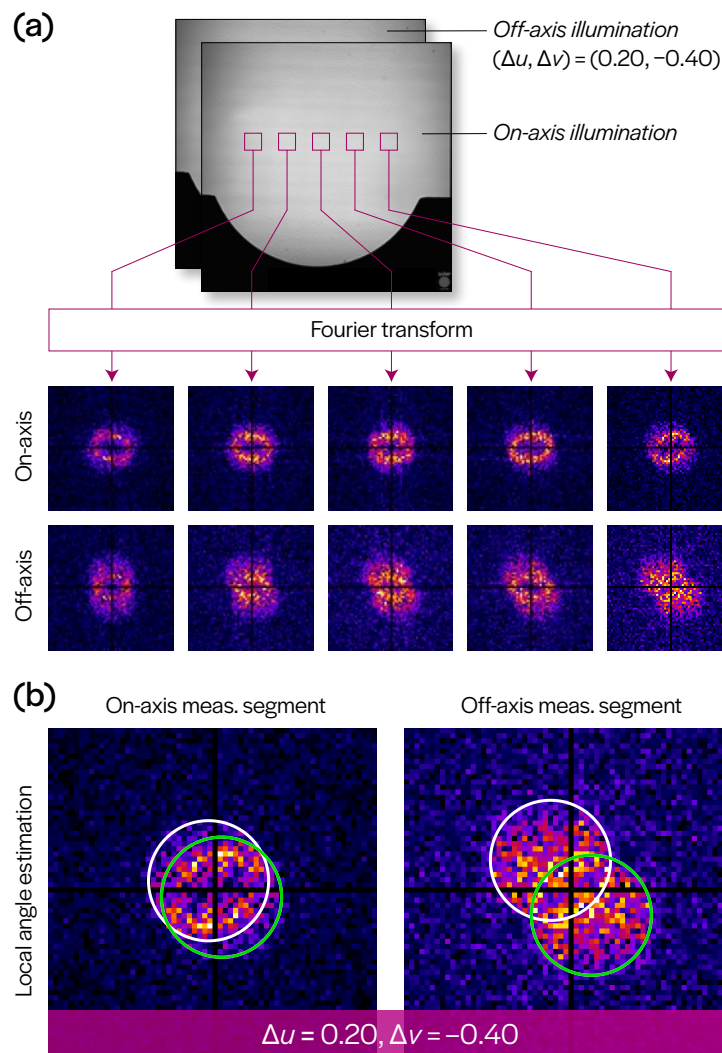 (a)
Off-axis illumination
(Δu, Δv) = (0.20, −0.40)
On-axis illumination
Fourier transform
On-axis
Off-axis
(b)
On-axis meas. segment
Off-axis meas. segment
Local angle estimation
Δu = 0.20, Δv = −0.40